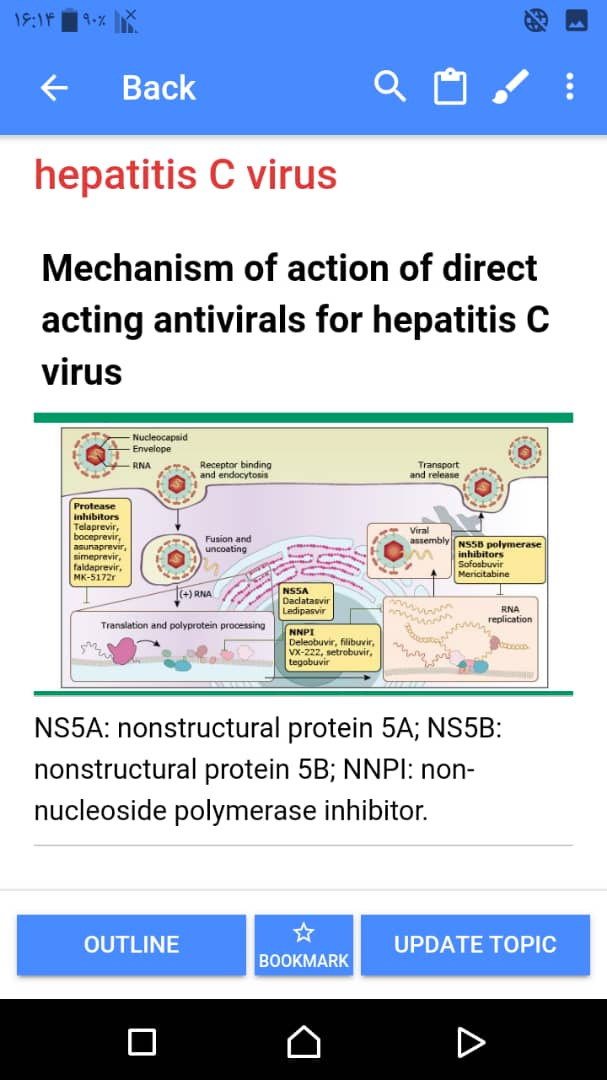 ۱۶:۱۴ ۹۰٪
Back
hepatitis C virus
Mechanism of action of direct
acting antivirals for hepatitis C
virus
Nucleocapsid
Envelope
RNA
Receptor binding
and endocytosis
Transport
and release
Protease
inhibitors
Telaprevir,
boceprevir,
asunaprevir,
simeprevir,
faldaprevir,
MK-5172r
Fusion and
uncoating
(+) RNA
Viral
assembly
NS5B polymerase
inhibitors
Sofosbuvir
Mericitabine
NS5A
Daclatasvir
Ledipasvir
RNA
replication
Translation and polyprotein processing
NNPI
Deleobuvir, filibuvir,
VX-222, setrobuvir,
tegobuvir
NS5A: nonstructural protein 5A; NS5B:
nonstructural protein 5B; NNPI: non-
nucleoside polymerase inhibitor.
OUTLINE
BOOKMARK
UPDATE TOPIC